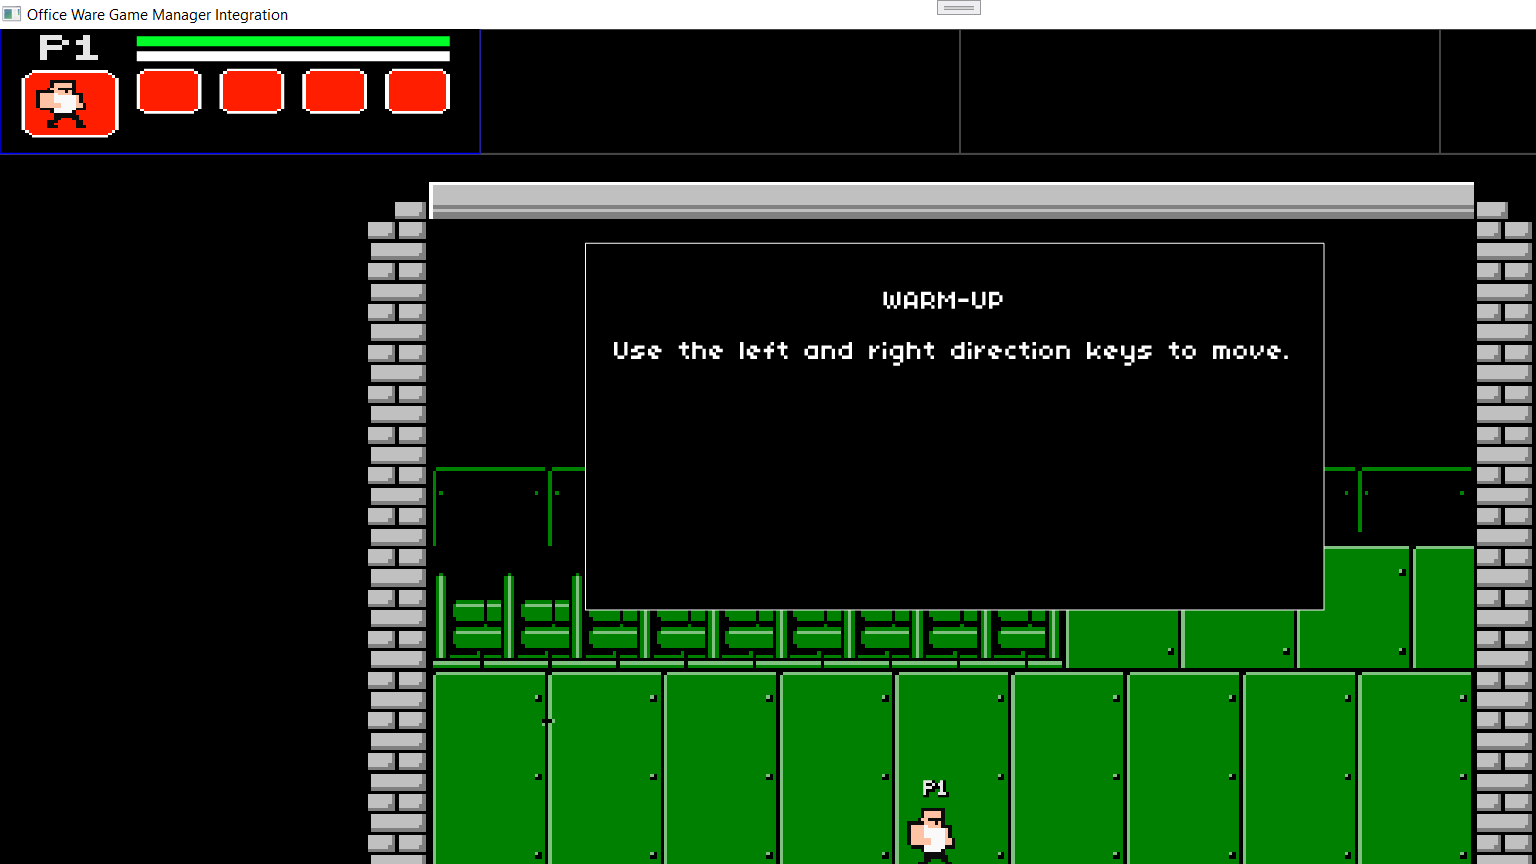 Office Ware Game Manager Integration
P1
WARM-UP
Use the left and right direction keys to move.
P1